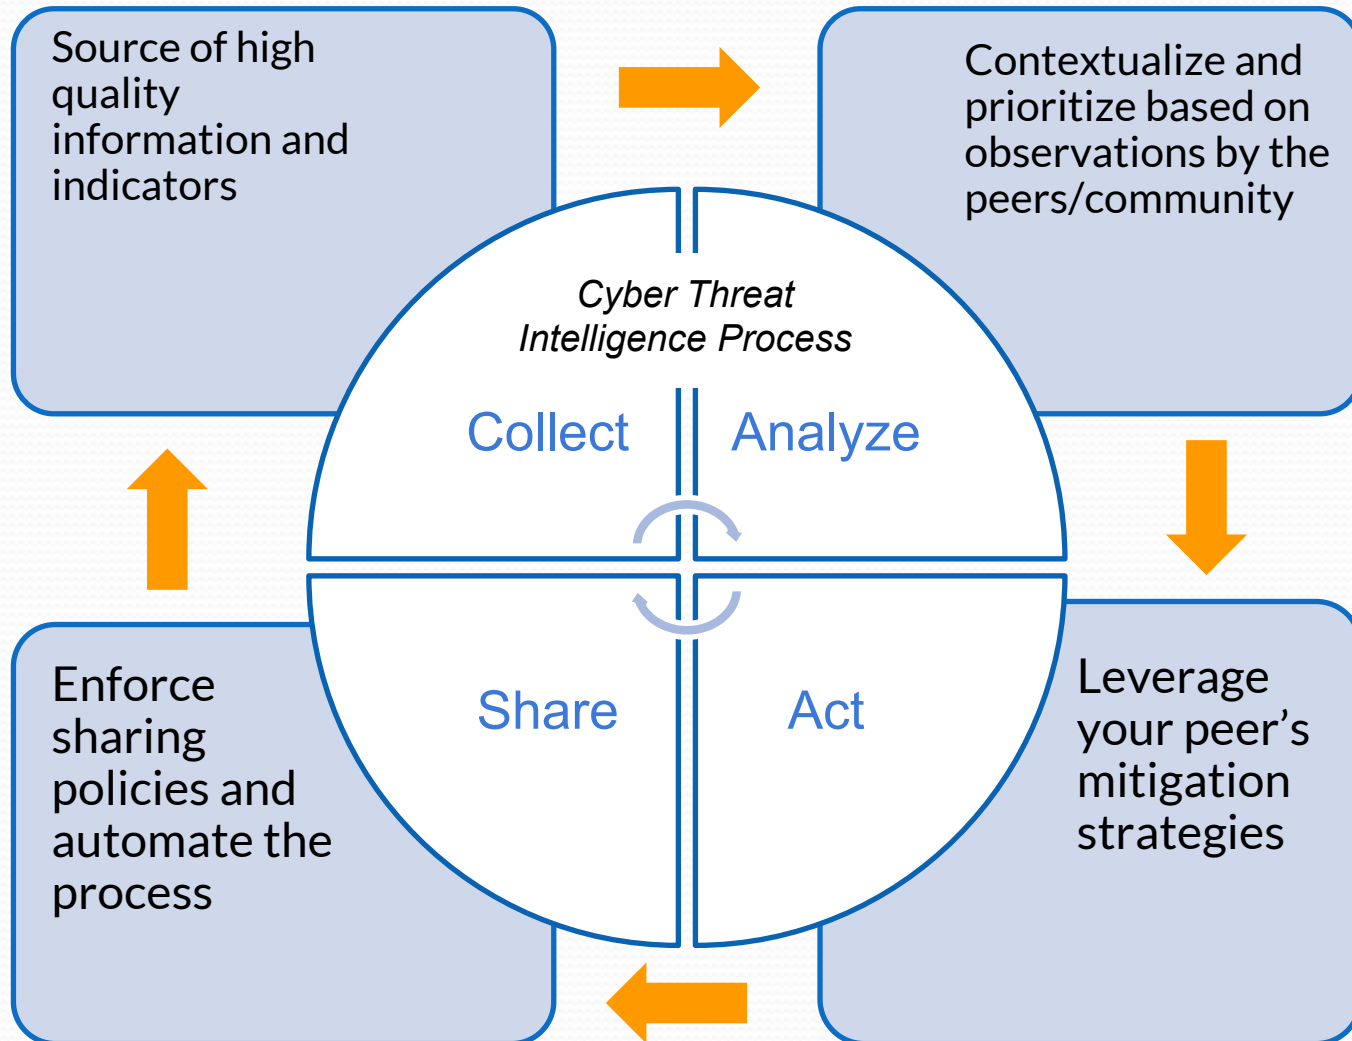 Source of high
quality
information and
indicators
Contextualize and
prioritize based on
observations by the
peers/community
Cyber Threat
Intelligence Process
Collect
Analyze
Share
Act
Enforce
sharing
policies and
automate the
process
Leverage
your peer’s
mitigation
strategies